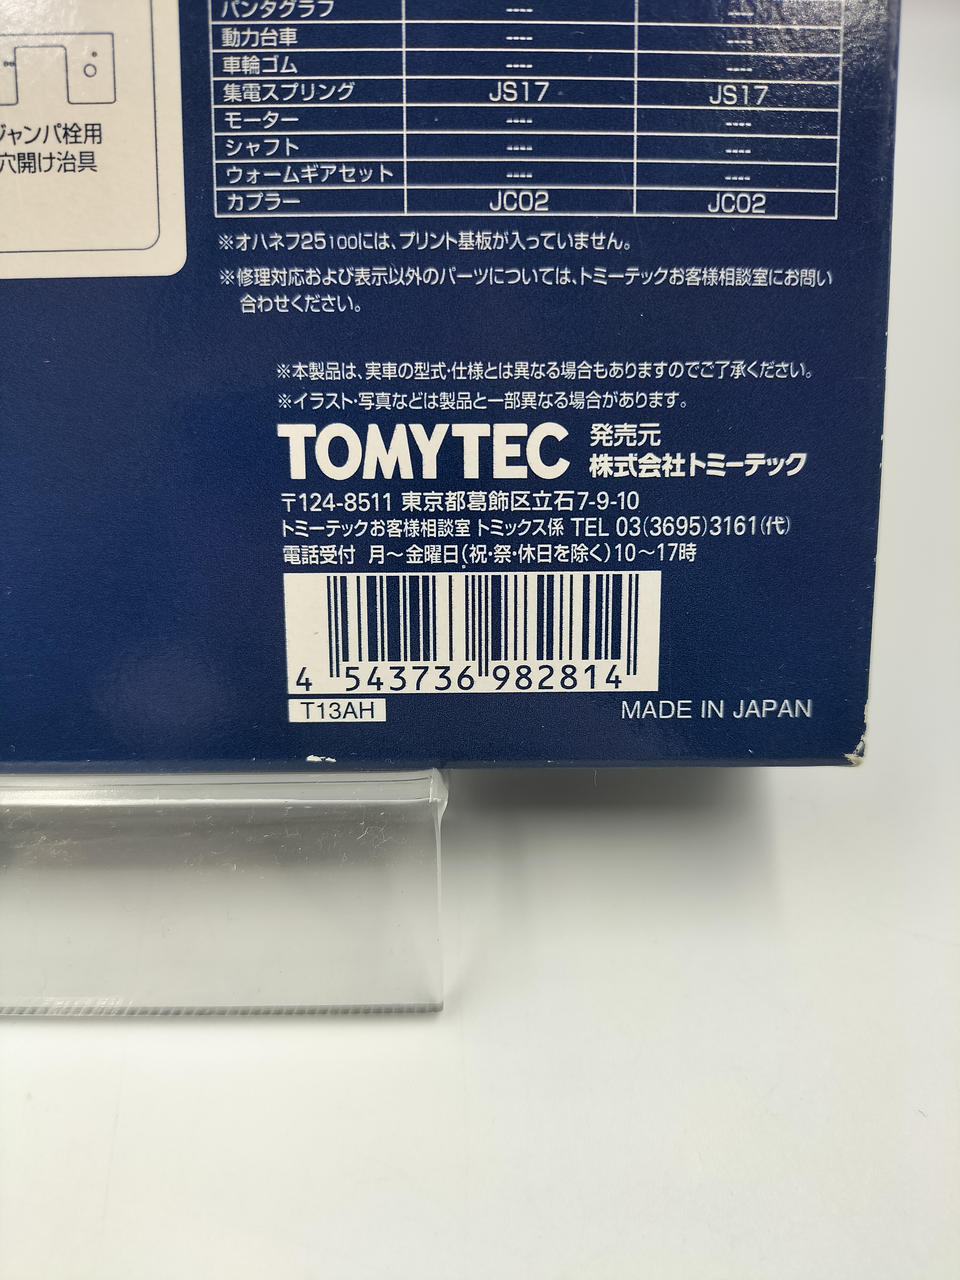 パンタグラフ ---- ----
動力台車 ---- ----
車輪ゴム ---- ----
集電スプリング JS17 JS17
モーター ---- ----
シャフト ---- ----
ウォームギアセット ---- ----
カプラー JC02 JC02
ジャンパ栓用
穴開け治具
※オハネフ25100には、プリント基板が入っていません。
※修理対応および表示以外のパーツについては、トミーテックお客様相談室にお問い
合わせください。
※本製品は、実車の型式・仕様とは異なる場合もありますのでご了承ください。
※イラスト・写真などは製品と一部異なる場合があります。
TOMYTEC 発売元
株式会社トミーテック
〒124-8511 東京都葛飾区立石7-9-10
トミーテックお客様相談室 トミックス係 TEL 03(3695)3161(代)
電話受付 月～金曜日(祝・祭・休日を除く)10～17時
4 543736 982814
T13AH
MADE IN JAPAN